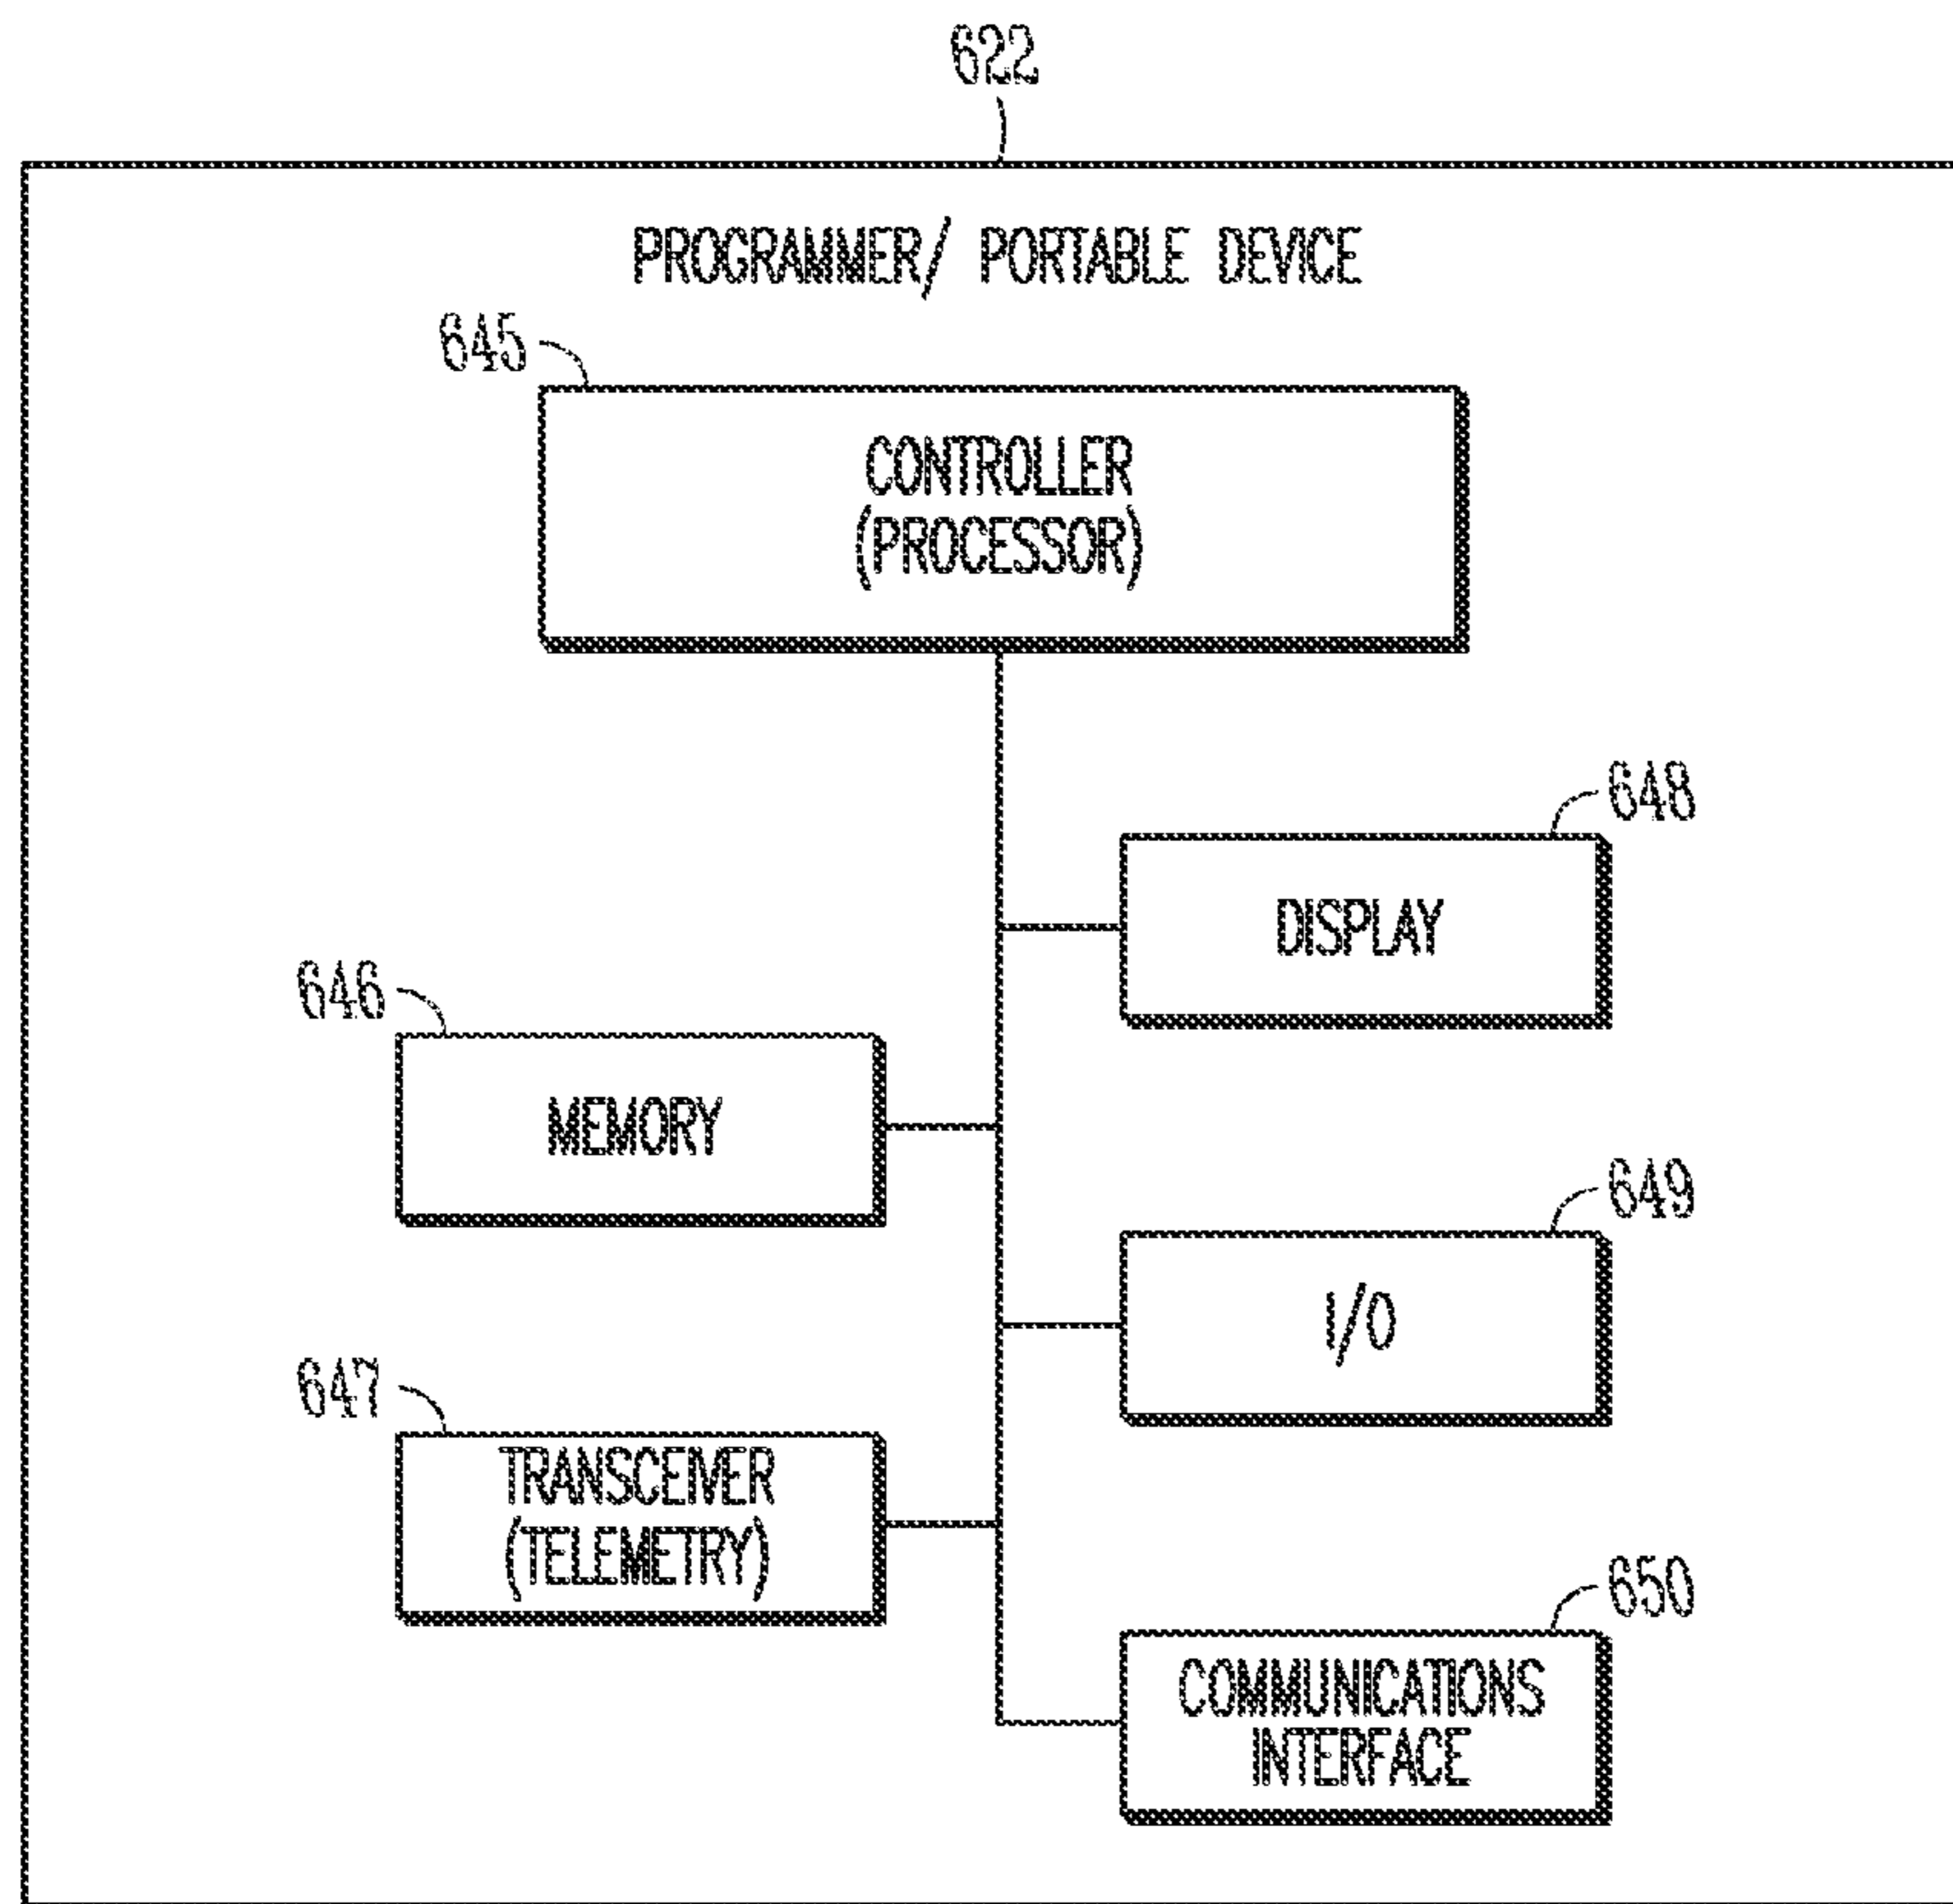 622
PROGRAMMER/ PORTABLE DEVICE
645
CONTROLLER
(PROCESSOR)
648
DISPLAY
646
MEMORY
649
I/O
647
TRANSCEIVER
(TELEMETRY)
650
COMMUNICATIONS
INTERFACE